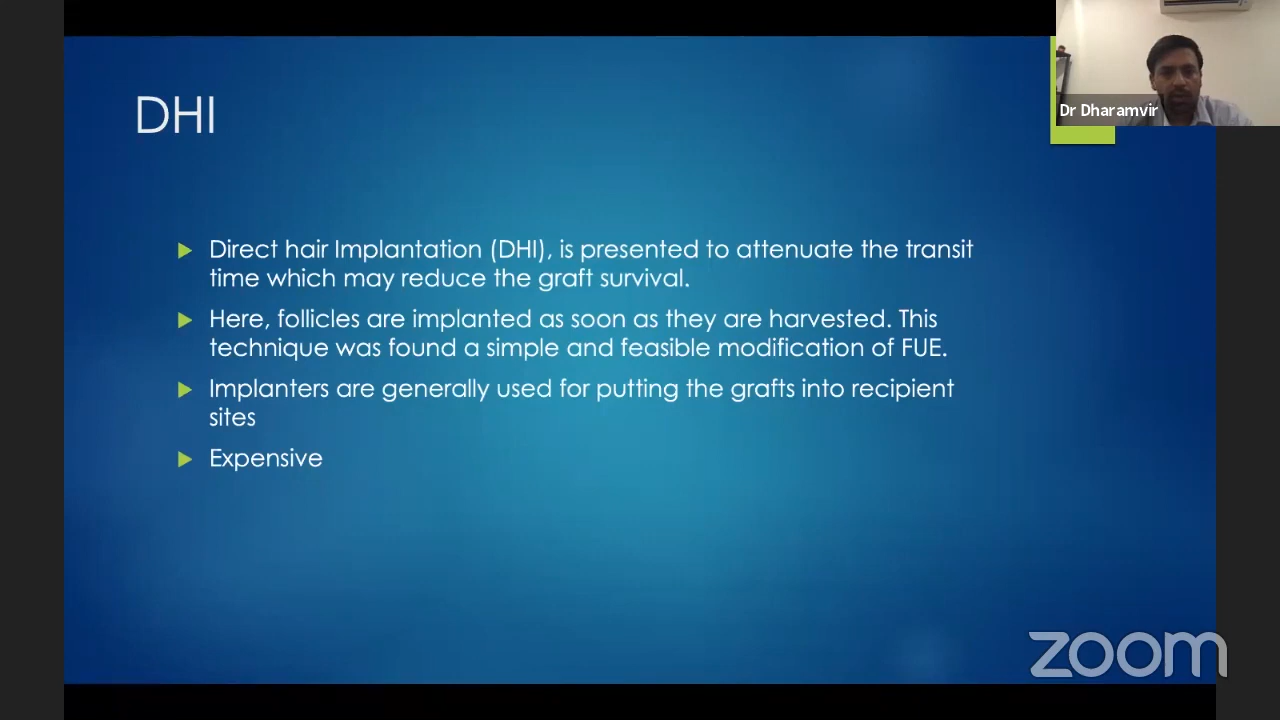 DHI
Dr Dharamvir
Direct hair Implantation (DHI), is presented to attenuate the transit
time which may reduce the graft survival.
Here, follicles are implanted as soon as they are harvested. This
technique was found a simple and feasible modification of FUE.
Implanters are generally used for putting the grafts into recipient
sites
Expensive
zoom